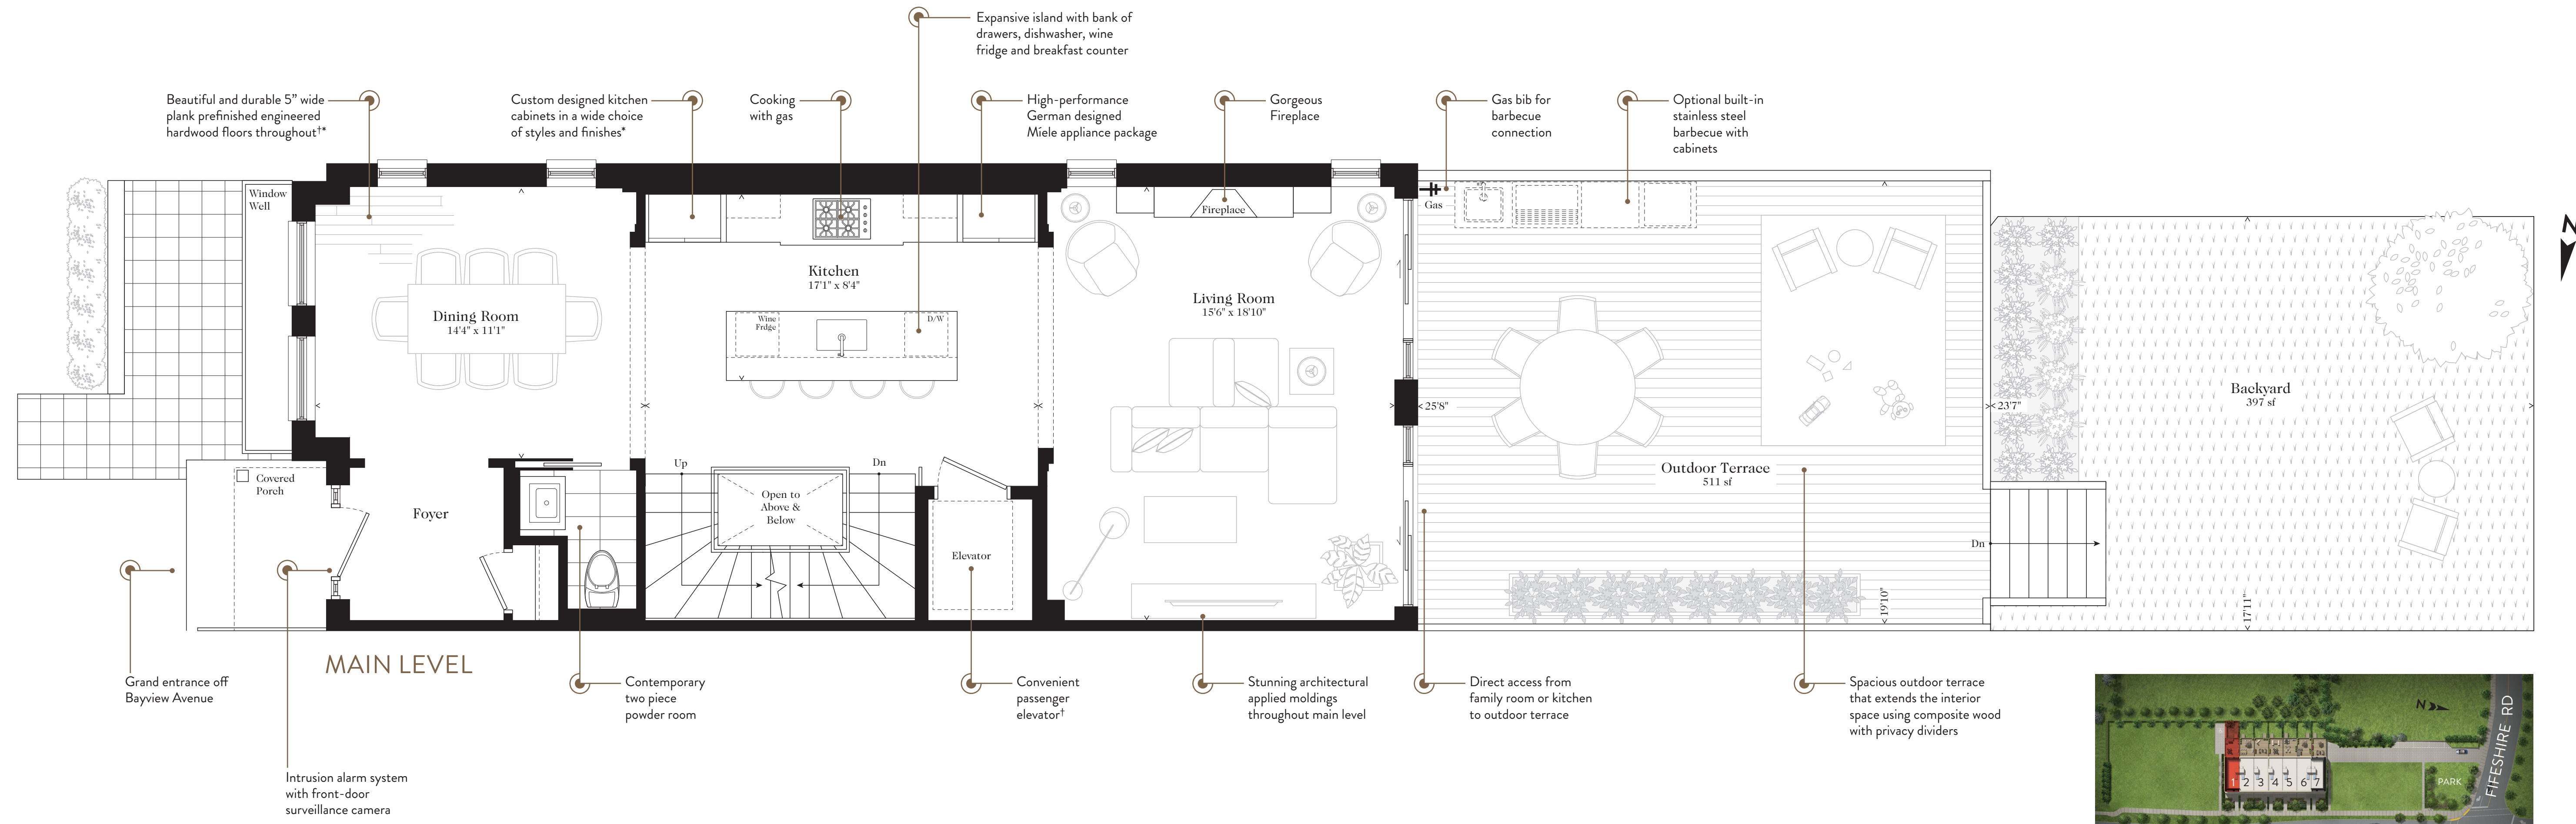 Expansive island with bank of
drawers, dishwasher, wine
fridge and breakfast counter
Beautiful and durable 5” wide
plank prefinished engineered
hardwood floors throughout†*
Custom designed kitchen
cabinets in a wide choice
of styles and finishes*
Cooking
with gas
High-performance
German designed
Miele appliance package
Gorgeous
Fireplace
Gas bib for
barbecue
connection
Optional built-in
stainless steel
barbecue with
cabinets
Window
Well
Fireplace
Gas
N
Kitchen
17'1" x 8'4"
Living Room
15'6" x 18'10"
Dining Room
14'4" x 11'1"
Wine
Frdge
D/W
25'8"
23'7"
Backyard
397 sf
Outdoor Terrace
511 sf
Up
Dn
Covered
Porch
Open to
Above &
Below
Foyer
Elevator
Dn
19'10"
17'11"
MAIN LEVEL
Grand entrance off
Bayview Avenue
Contemporary
two piece
powder room
Convenient
passenger
elevator†
Stunning architectural
applied moldings
throughout main level
Direct access from
family room or kitchen
to outdoor terrace
Spacious outdoor terrace
that extends the interior
space using composite wood
with privacy dividers
Intrusion alarm system
with front-door
surveillance camera
N
FIFESHIRE RD
PARK
1 2 3 4 5 6 7